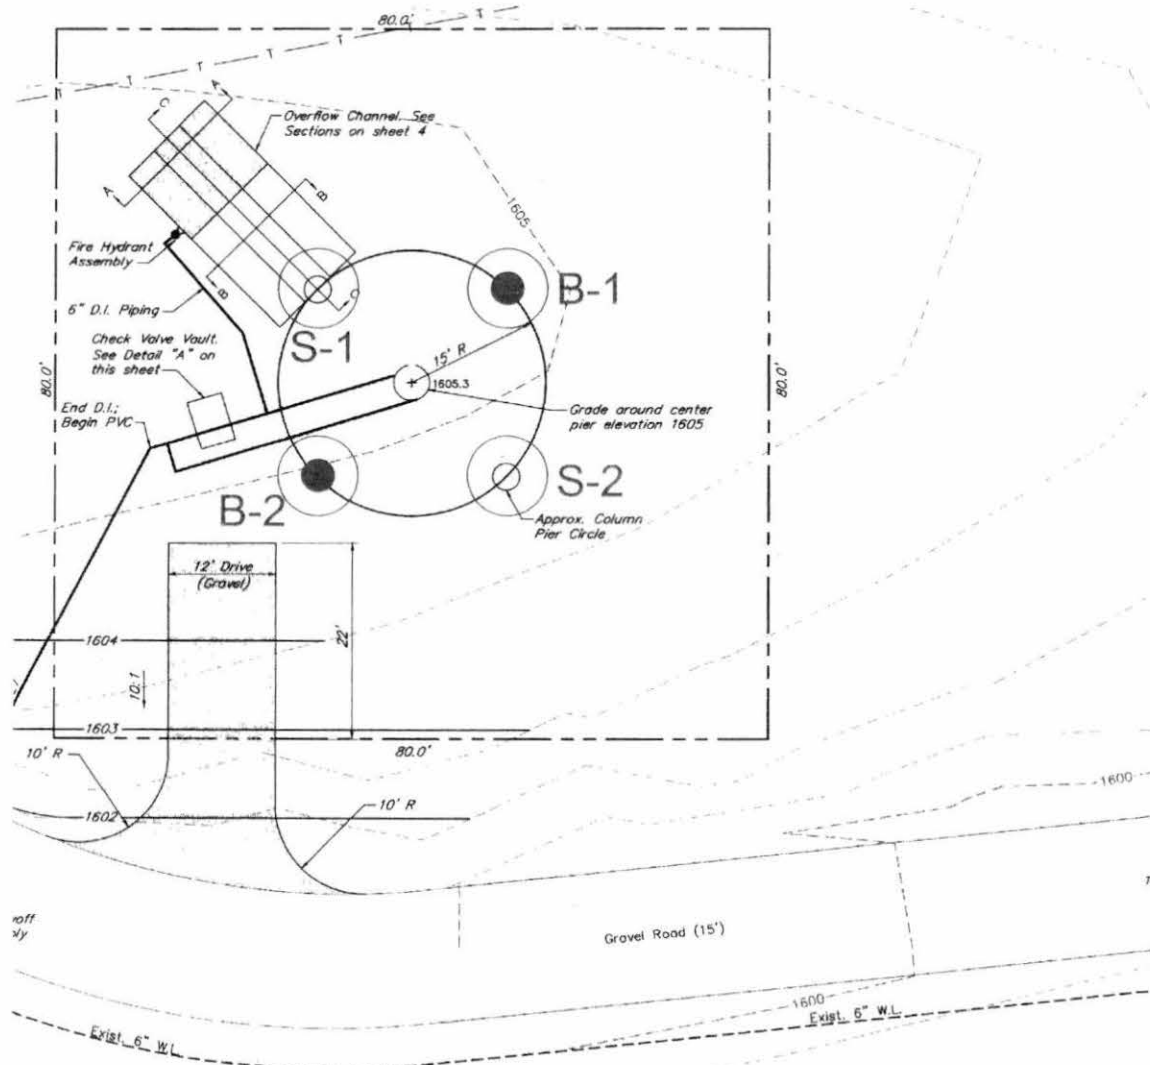 80.0'
T T T T T T T
A
C
Overflow Channel. See
Sections on sheet 4
A
B
1605
Fire Hydrant
Assembly
B
C
B-1
6" D.I. Piping
S-1
Check Valve Vault.
See Detail "A" on
this sheet
15' R
80.0'
80.0'
1605.3
End D.I.;
Begin PVC
Grade around center
pier elevation 1605
S-2
B-2
Approx. Column
Pier Circle
12' Drive
(Gravel)
1604
22'
10:1
1603
10' R
80.0'
1600
10' R
1602
Gravel Road (15')
1600
Exist. 6" W.L.
Exist. 6" W.L.